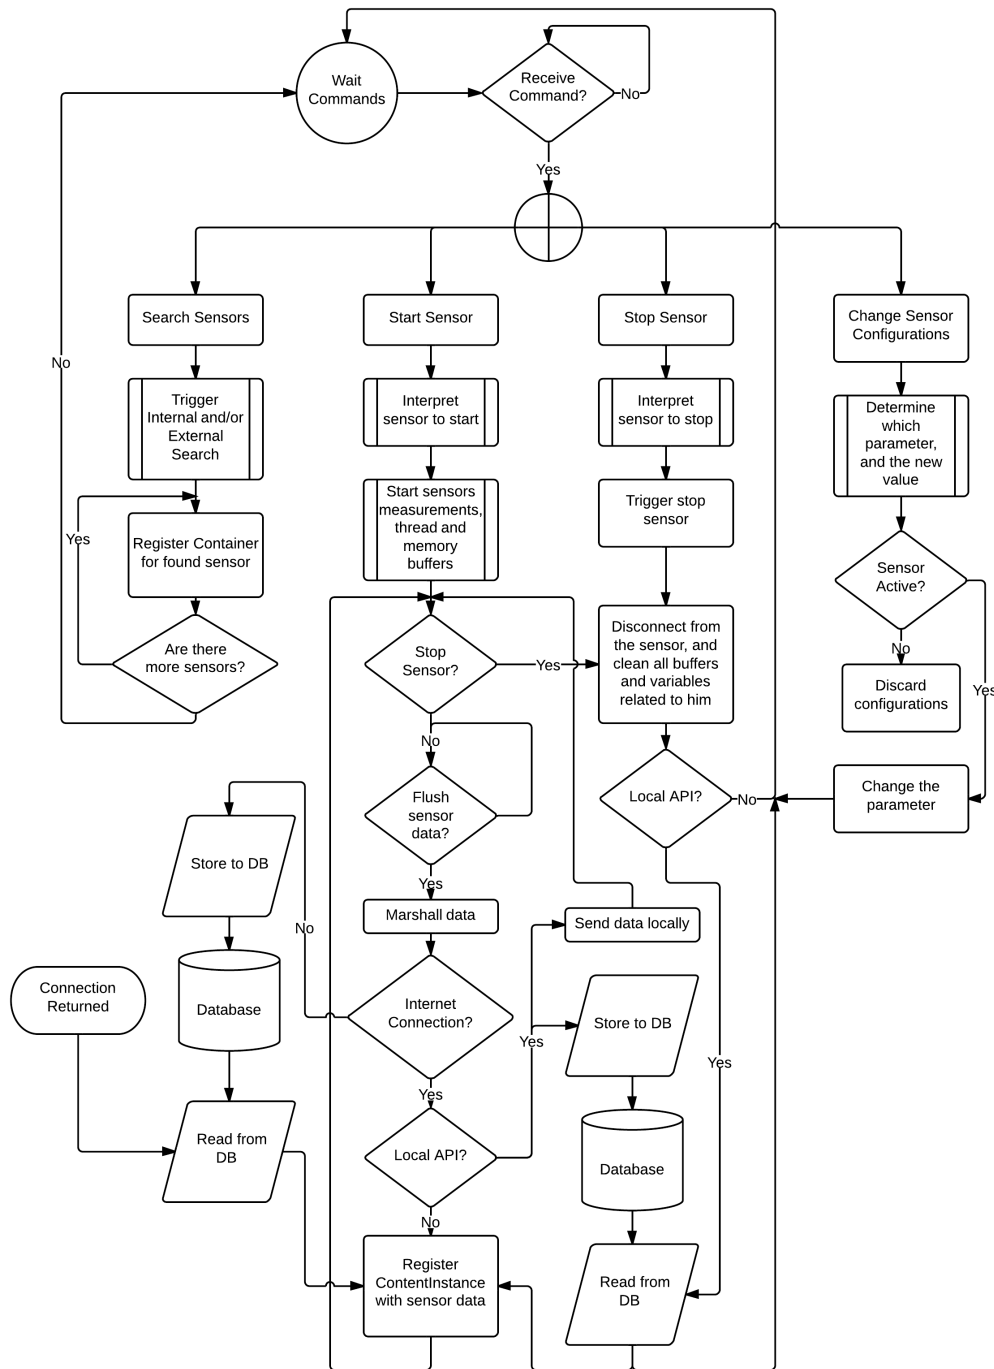 Wait
Commands
Receive
Command?
No
Yes
Search Sensors
Start Sensor
Stop Sensor
Change Sensor
Configurations
No
Trigger
Internal and/or
External
Search
Interpret
sensor to start
Interpret
sensor to stop
Determine
which
parameter,
and the new
value
Start sensors
measurements,
thread and
memory
buffers
Trigger stop
sensor
Yes
Register Container
for found sensor
Sensor
Active?
Are there
more sensors?
Stop
Sensor?
Yes
Disconnect from
the sensor, and
clean all buffers
and variables
related to him
No
Discard
configurations
Yes
No
Flush
sensor
data?
Local API?
No
Change the
parameter
Store to DB
Yes
Marshall data
Send data locally
No
Connection
Returned
Database
Internet
Connection?
Store to DB
Yes
Yes
Yes
Read from
DB
Local API?
Database
No
Register
ContentInstance
with sensor data
Read from
DB